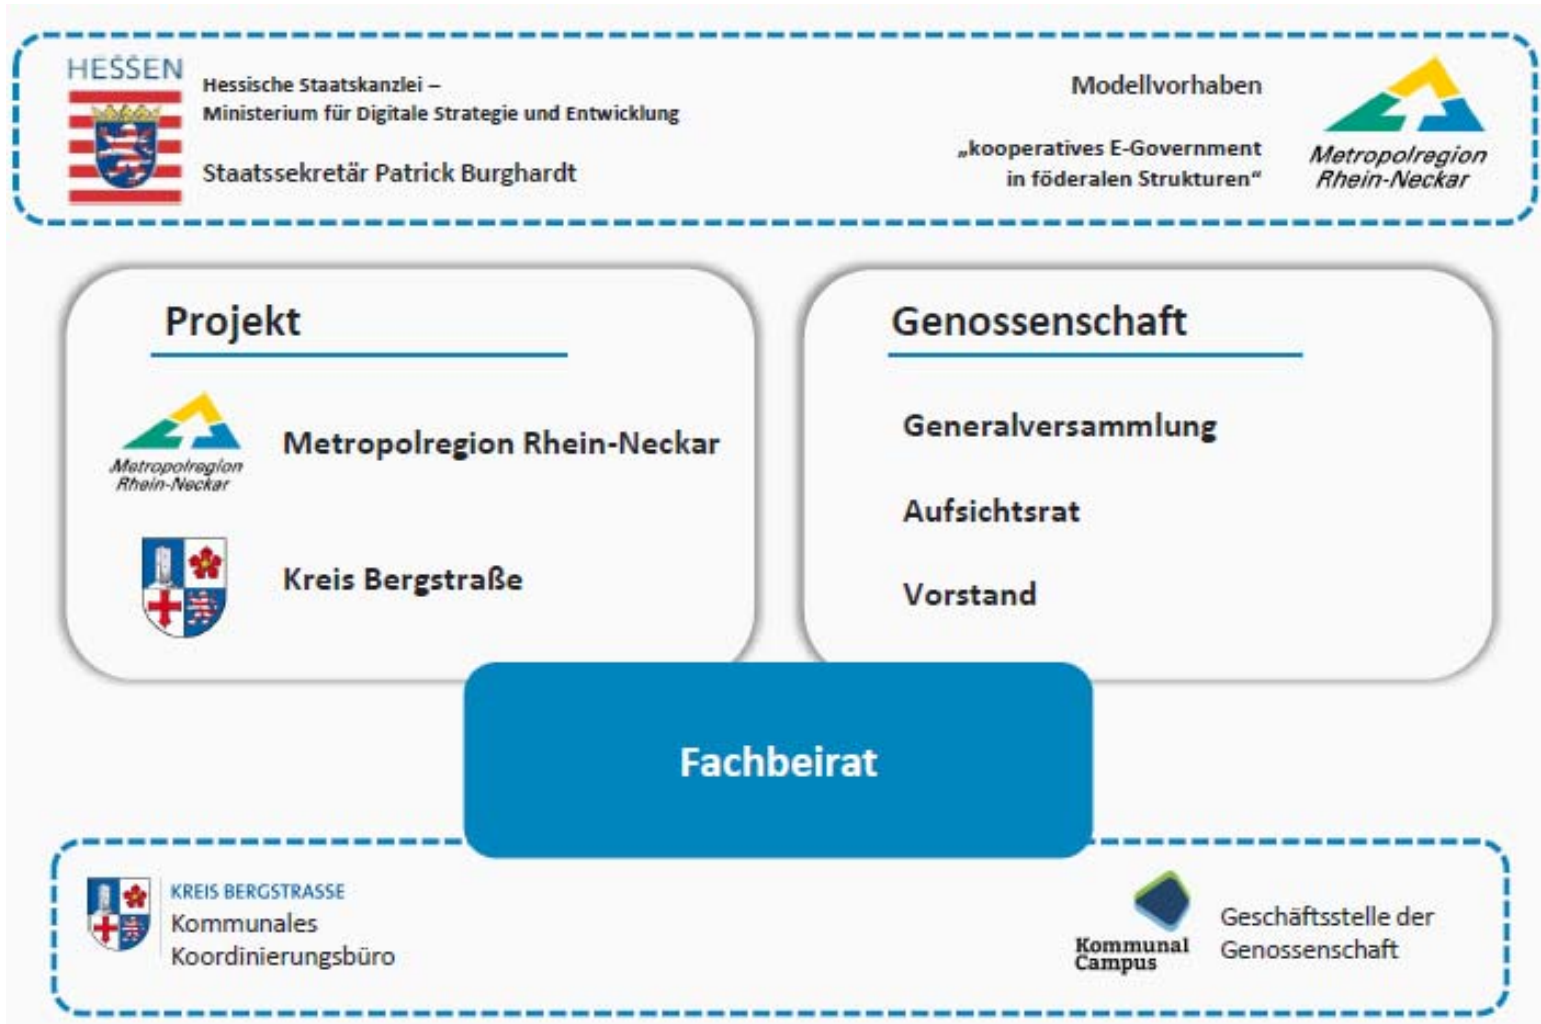 HESSEN
Hessische Staatskanzlei –
Ministerium für Digitale Strategie und Entwicklung
Staatssekretär Patrick Burghardt
Modellvorhaben
„kooperatives E-Government
in föderalen Strukturen“
Metropolregion
Rhein-Neckar
Projekt
Metropolregion
Rhein-Neckar
Metropolregion Rhein-Neckar
Kreis Bergstraße
Genossenschaft
Generalversammlung
Aufsichtsrat
Vorstand
Fachbeirat
KREIS BERGSTRASSE
Kommunales
Koordinierungsbüro
Kommunal
Campus
Geschäftsstelle der
Genossenschaft